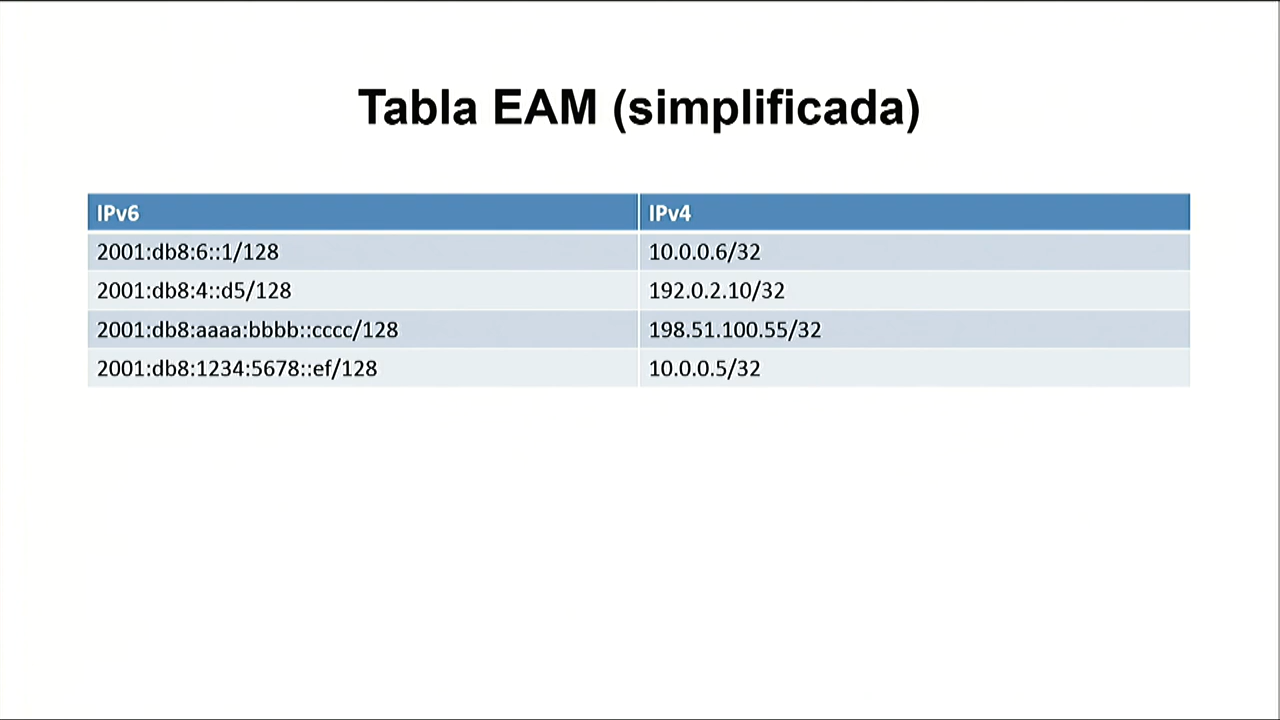 Tabla EAM (simplificada)
IPv6 IPv4
2001:db8:6::1/128 10.0.0.6/32
2001:db8:4::d5/128 192.0.2.10/32
2001:db8:aaaa:bbbb::cccc/128 198.51.100.55/32
2001:db8:1234:5678::ef/128 10.0.0.5/32